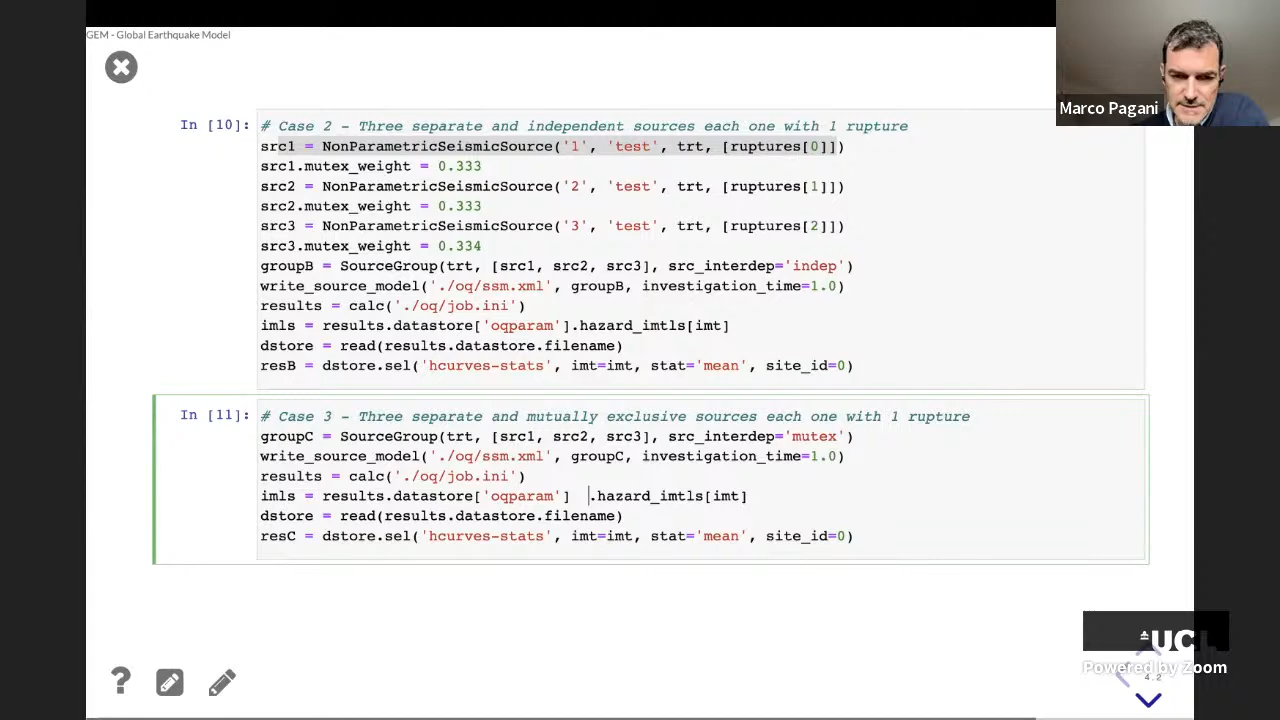 GEM - Global Earthquake Model
Marco Pagani
In [10]:
# Case 2 - Three separate and independent sources each one with 1 rupture
src1 = NonParametricSeismicSource('1', 'test', trt, [ruptures[0]])
src1.mutex_weight = 0.333
src2 = NonParametricSeismicSource('2', 'test', trt, [ruptures[1]])
src2.mutex_weight = 0.333
src3 = NonParametricSeismicSource('3', 'test', trt, [ruptures[2]])
src3.mutex_weight = 0.334
groupB = SourceGroup(trt, [src1, src2, src3], src_interdep='indep')
write_source_model('./oq/ssm.xml', groupB, investigation_time=1.0)
results = calc('./oq/job.ini')
imls = results.datastore['oqparam'].hazard_imtls[imt]
dstore = read(results.datastore.filename)
resB = dstore.sel('hcurves-stats', imt=imt, stat='mean', site_id=0)
In [11]:
# Case 3 - Three separate and mutually exclusive sources each one with 1 rupture
groupC = SourceGroup(trt, [src1, src2, src3], src_interdep='mutex')
write_source_model('./oq/ssm.xml', groupC, investigation_time=1.0)
results = calc('./oq/job.ini')
imls = results.datastore['oqparam']  .hazard_imtls[imt]
dstore = read(results.datastore.filename)
resC = dstore.sel('hcurves-stats', imt=imt, stat='mean', site_id=0)
?
UCL
Powered by Zoom
4.2